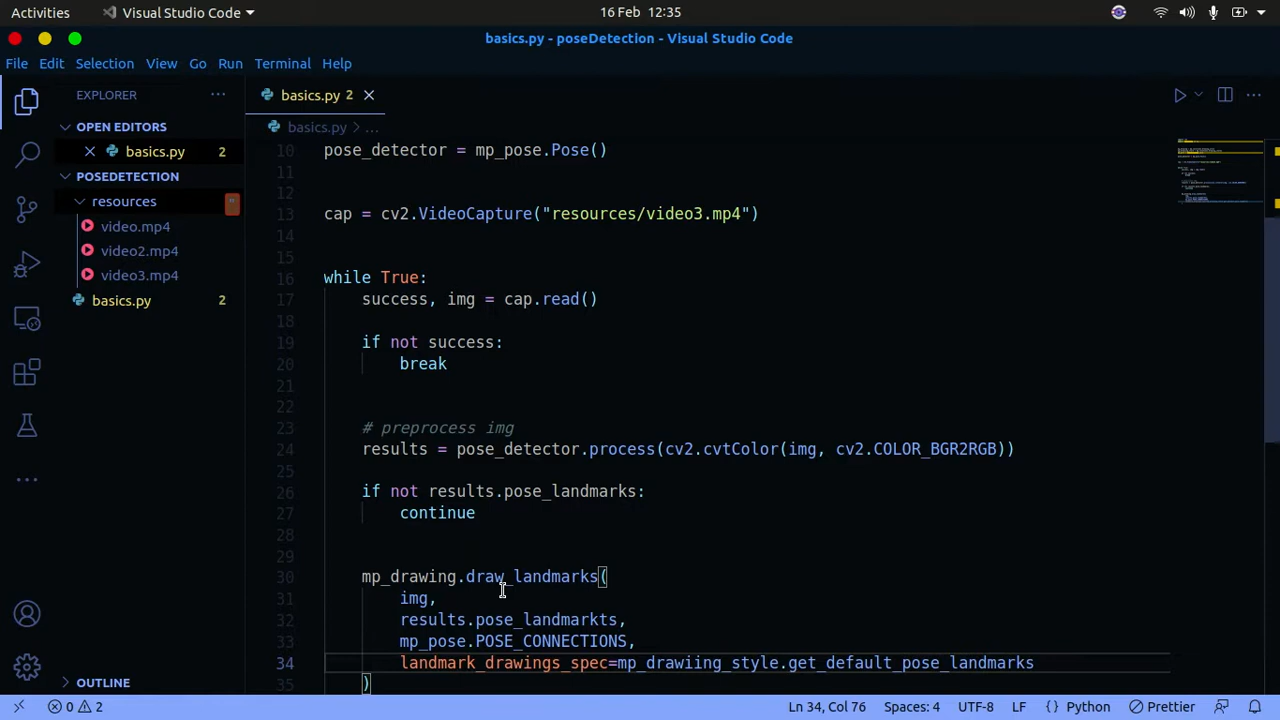 Activities
Visual Studio Code
16 Feb 12:35
basics.py - poseDetection - Visual Studio Code
File Edit Selection View Go Run Terminal Help
EXPLORER
basics.py 2
OPEN EDITORS
basics.py > ...
basics.py 2
POSEDETECTION
resources
video.mp4
video2.mp4
video3.mp4
basics.py 2
10 pose_detector = mp_pose.Pose()
11
12
13 cap = cv2.VideoCapture("resources/video3.mp4")
14
15
16 while True:
17 success, img = cap.read()
18
19 if not success:
20 break
21
22
23 # preprocess img
24 results = pose_detector.process(cv2.cvtColor(img, cv2.COLOR_BGR2RGB))
25
26 if not results.pose_landmarks:
27 continue
28
29
30 mp_drawing.draw_landmarks(
31 img,
32 results.pose_landmarkts,
33 mp_pose.POSE_CONNECTIONS,
34 landmark_drawings_spec=mp_drawiing_style.get_default_pose_landmarks
35 )
OUTLINE
0 2
Ln 34, Col 76
Spaces: 4
UTF-8
LF
{} Python
Prettier